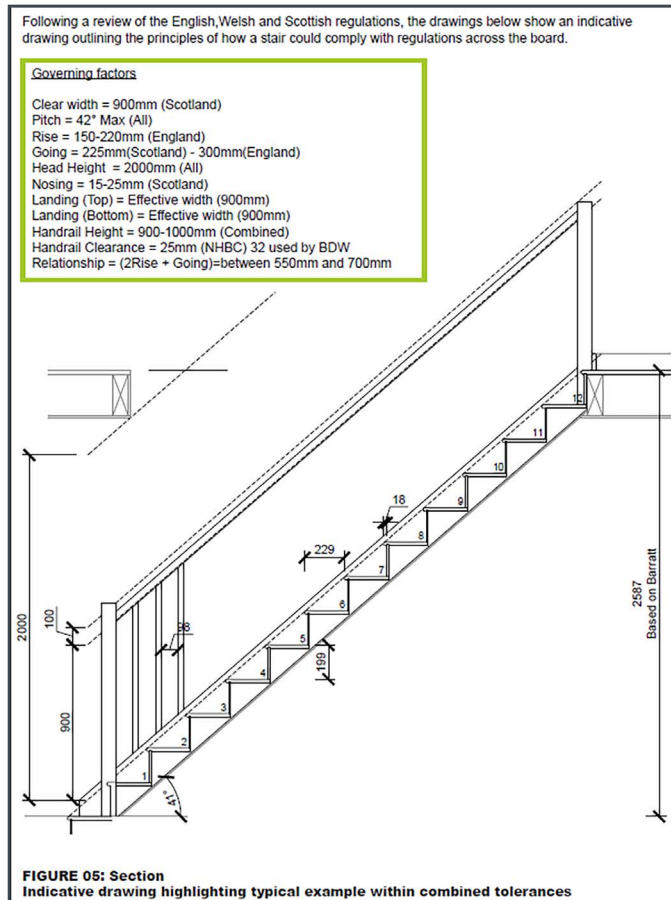 Following a review of the English,Welsh and Scottish regulations, the drawings below show an indicative
drawing outlining the principles of how a stair could comply with regulations across the board.
Governing factors
Clear width = 900mm (Scotland)
Pitch = 42° Max (All)
Rise = 150-220mm (England)
Going = 225mm(Scotland) - 300mm(England)
Head Height = 2000mm (All)
Nosing = 15-25mm (Scotland)
Landing (Top) = Effective width (900mm)
Landing (Bottom) = Effective width (900mm)
Handrail Height = 900-1000mm (Combined)
Handrail Clearance = 25mm (NHBC) 32 used by BDW
Relationship = (2Rise + Going)=between 550mm and 700mm
12
11
10
18
9
8
229
7
6
2587
Based on Barratt
2000
100
98
5
199
4
900
3
2
1
41°
FIGURE 05: Section
Indicative drawing highlighting typical example within combined tolerances